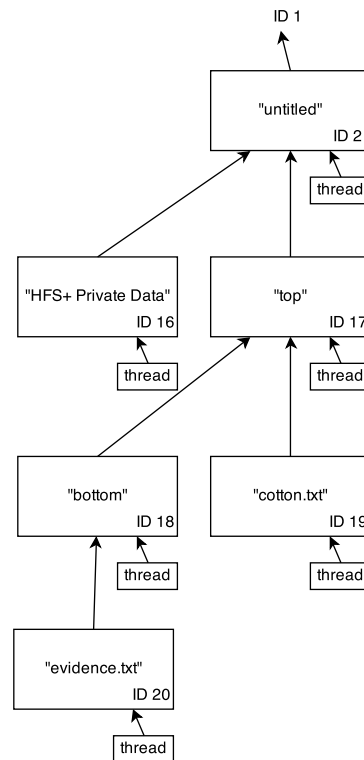 ID 1
"untitled"
ID 2
thread
"HFS+ Private Data"
ID 16
thread
"top"
ID 17
thread
"bottom"
ID 18
thread
"cotton.txt"
ID 19
thread
"evidence.txt"
ID 20
thread